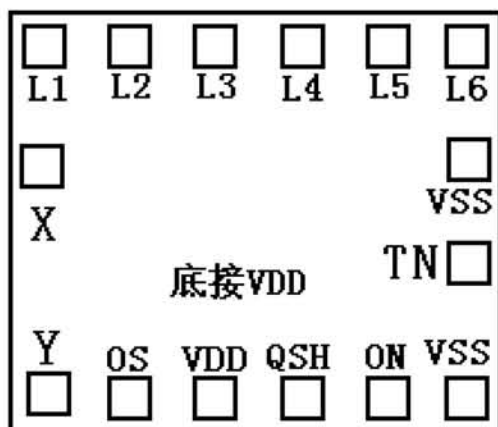 L1 L2 L3 L4 L5 L6
X VSS
TN
底接VDD
Y OS VDD QSH ON VSS